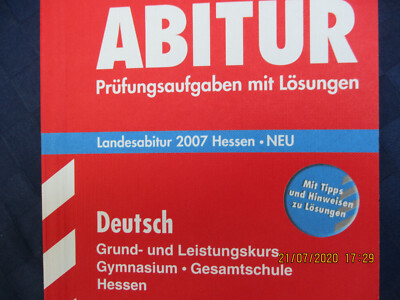 ABITUR
Prüfungsaufgaben mit Lösungen
Landesabitur 2007 Hessen • NEU
Mit Tipps
und Hinweisen
zu Lösungen
Deutsch
Grund- und Leistungskurs
Gymnasium • Gesamtschule
Hessen
21/07/2020 17:29